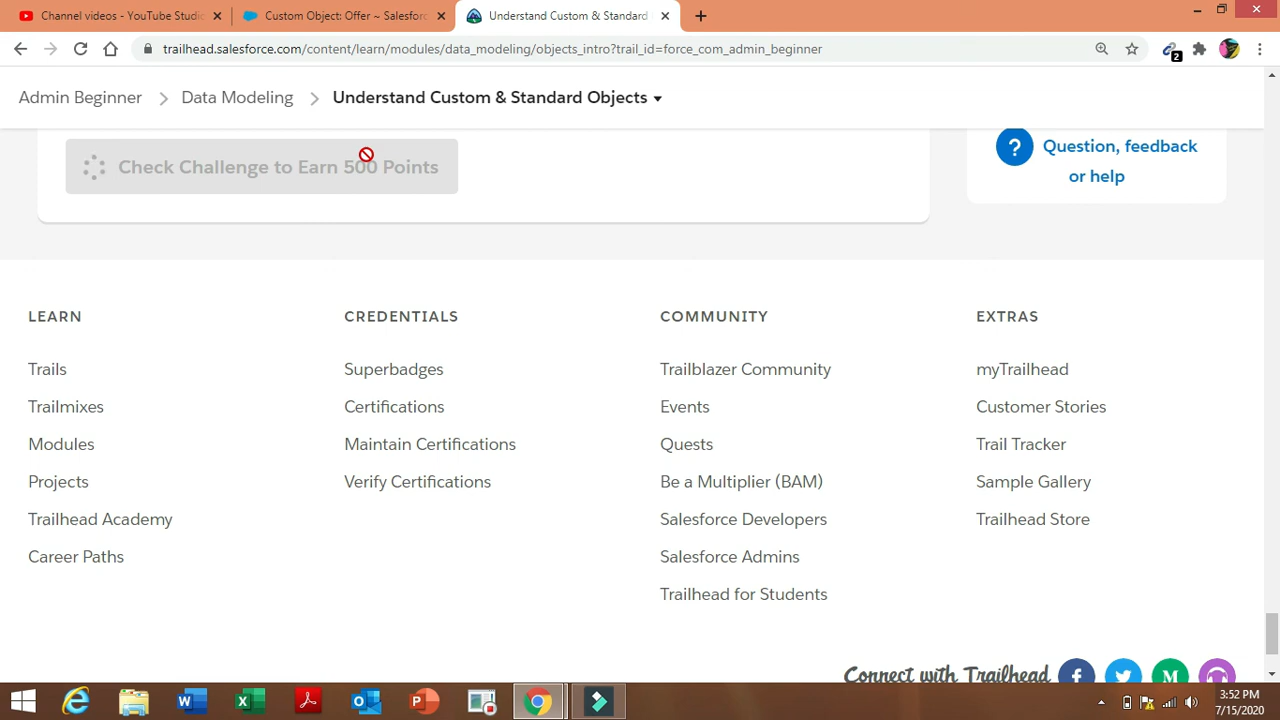 Channel videos - YouTube Studio
Custom Object: Offer ~ Salesforc
Understand Custom & Standard
trailhead.salesforce.com/content/learn/modules/data_modeling/objects_intro?trail_id=force_com_admin_beginner
2
Admin Beginner > Data Modeling > Understand Custom & Standard Objects
Check Challenge to Earn 500 Points
? Question, feedback
or help
LEARN
Trails
Trailmixes
Modules
Projects
Trailhead Academy
Career Paths
CREDENTIALS
Superbadges
Certifications
Maintain Certifications
Verify Certifications
COMMUNITY
Trailblazer Community
Events
Quests
Be a Multiplier (BAM)
Salesforce Developers
Salesforce Admins
Trailhead for Students
EXTRAS
myTrailhead
Customer Stories
Trail Tracker
Sample Gallery
Trailhead Store
Connect with Trailhead
3:52 PM
7/15/2020